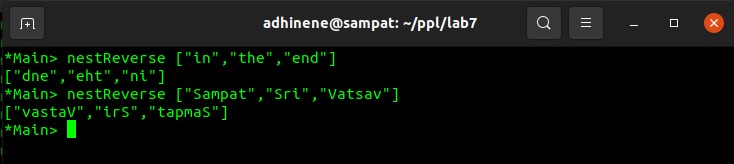 adhinene@sampat: ~/ppl/lab7
*Main> nestReverse ["in","the","end"]
["dne","eht","ni"]
*Main> nestReverse ["Sampat","Sri","Vatsav"]
["vastaV","irS","tapmaS"]
*Main>